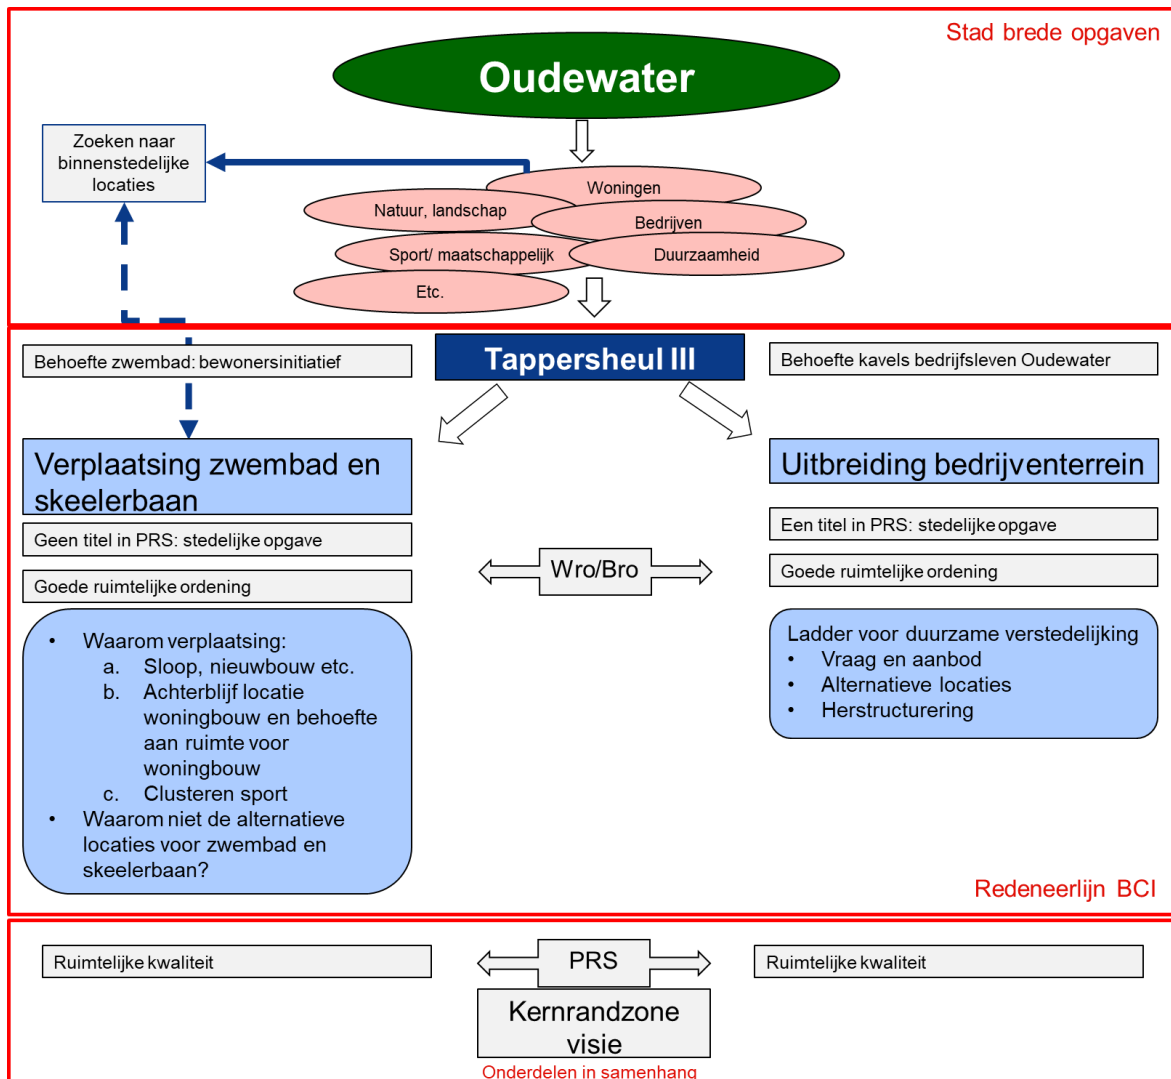 Stad brede opgaven
Oudewater
Zoeken naar
binnenstedelijke
locaties
Woningen
Natuur, landschap
Bedrijven
Sport/ maatschappelijk
Duurzaamheid
Etc.
Behoefte zwembad: bewonersinitiatief
Tappersheul III
Behoefte kavels bedrijfsleven Oudewater
Verplaatsing zwembad en
skeelerbaan
Uitbreiding bedrijventerrein
Geen titel in PRS: stedelijke opgave
Een titel in PRS: stedelijke opgave
Wro/Bro
Goede ruimtelijke ordening
Goede ruimtelijke ordening
• Waarom verplaatsing:
a. Sloop, nieuwbouw etc.
b. Achterblijf locatie
woningbouw en behoefte
aan ruimte voor
woningbouw
c. Clusteren sport
• Waarom niet de alternatieve
locaties voor zwembad en
skeelerbaan?
Ladder voor duurzame verstedelijking
• Vraag en aanbod
• Alternatieve locaties
• Herstructurering
Redeneerlijn BCI
Ruimtelijke kwaliteit
PRS
Ruimtelijke kwaliteit
Kernrandzone
visie
Onderdelen in samenhang